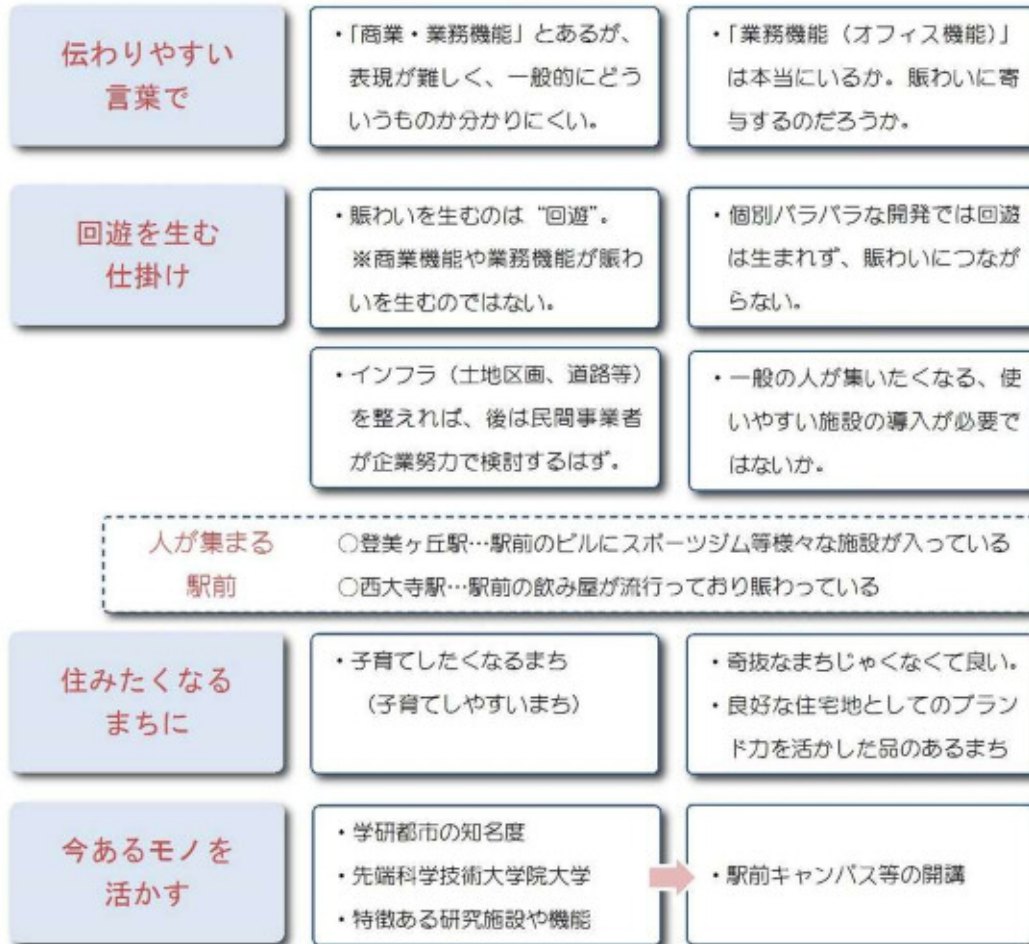 伝わりやすい
言葉で
・「商業・業務機能」とあるが、
表現が難しく、一般的にどう
いうものか分かりにくい。
・「業務機能（オフィス機能）」
は本当にいるか。賑わいに寄
与するのだろうか。
回遊を生む
仕掛け
・賑わいを生むのは“回遊”。
※商業機能や業務機能が賑わ
いを生むのではない。
・個別バラバラな開発では回遊
は生まれず、賑わいにつなが
らない。
・インフラ（土地区画、道路等）
を整えれば、後は民間事業者
が企業努力で検討するはず。
・一般の人が集いたくなる、使
いやすい施設の導入が必要で
はないか。
人が集まる
駅前
○登美ヶ丘駅…駅前のビルにスポーツジム等様々な施設が入っている
○西大寺駅…駅前の飲み屋が流行っており賑わっている
住みたくなる
まちに
・子育てしたくなるまち
（子育てしやすいまち）
・奇抜なまちじゃなくて良い。
・良好な住宅地としてのブラン
ド力を活かした品のあるまち
今あるモノを
活かす
・学研都市の知名度
・先端科学技術大学院大学
・特徴ある研究施設や機能
・駅前キャンパス等の開講